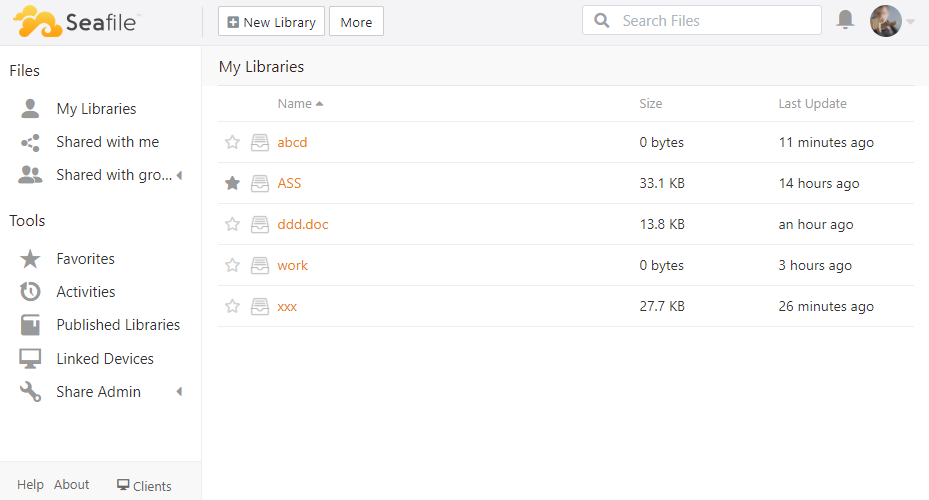 Seafile™ New Library More Search Files
Files
My Libraries
Shared with me
Shared with gro...
Tools
Favorites
Activities
Published Libraries
Linked Devices
Share Admin
Help About Clients
My Libraries
Name Size Last Update
abcd 0 bytes 11 minutes ago
ASS 33.1 KB 14 hours ago
ddd.doc 13.8 KB an hour ago
work 0 bytes 3 hours ago
xxx 27.7 KB 26 minutes ago